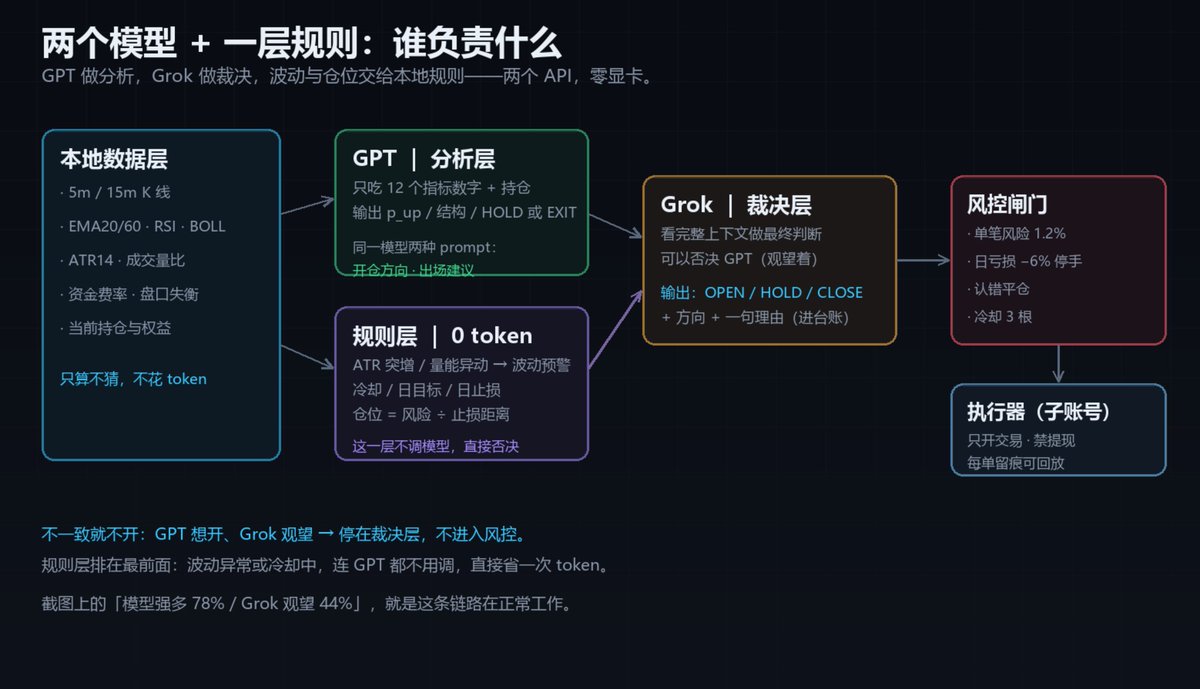 两个模型 + 一层规则：谁负责什么
GPT 做分析，Grok 做裁决，波动与仓位交给本地规则——两个 API，零显卡。
本地数据层
· 5m / 15m K 线
· EMA20/60 · RSI · BOLL
· ATR14 · 成交量比
· 资金费率 · 盘口失衡
· 当前持仓与权益
只算不猜，不花 token
GPT ｜ 分析层
只吃 12 个指标数字 + 持仓
输出 p_up / 结构 / HOLD 或 EXIT
同一模型两种 prompt：
开仓方向 · 出场建议
规则层 ｜ 0 token
ATR 突增 / 量能异动 → 波动预警
冷却 / 日目标 / 日止损
仓位 = 风险 ÷ 止损距离
这一层不调模型，直接否决
Grok ｜ 裁决层
看完整上下文做最终判断
可以否决 GPT（观望着）
输出：OPEN / HOLD / CLOSE
+ 方向 + 一句理由（进台账）
风控闸门
· 单笔风险 1.2%
· 日亏损 −6% 停手
· 认错平仓
· 冷却 3 根
执行器（子账号）
只开交易 · 禁提现
每单留痕可回放
不一致就不开：GPT 想开、Grok 观望 → 停在裁决层，不进入风控。
规则层排在最前面：波动异常或冷却中，连 GPT 都不用调，直接省一次 token。
截图上的「模型强多 78% / Grok 观望 44%」，就是这条链路在正常工作。